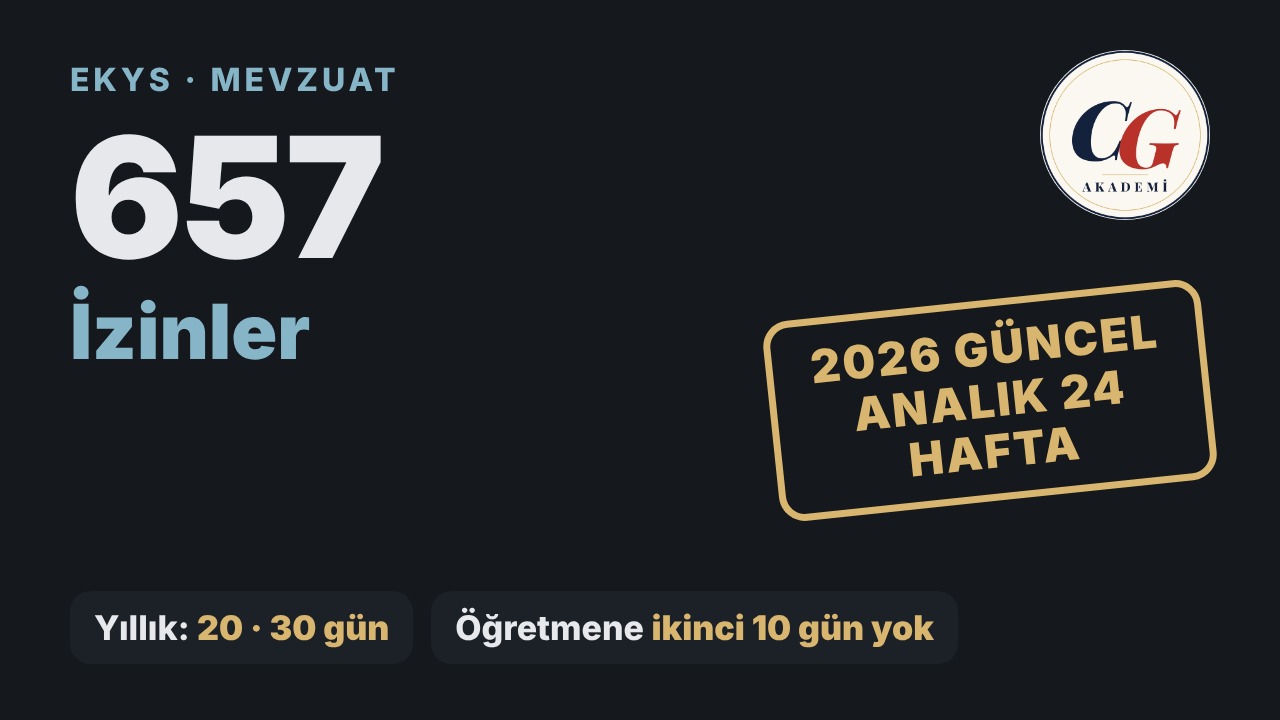 EKYS · MEVZUAT
657
İzinler
CG
AKADEMİ
2026 GÜNCEL
ANALIK 24
HAFTA
Yıllık: 20 · 30 gün
Öğretmene ikinci 10 gün yok